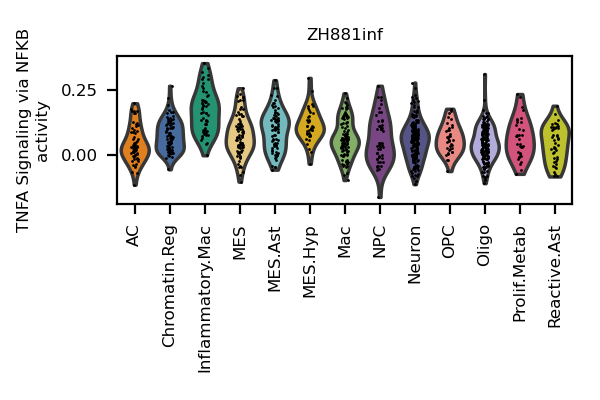 ZH881inf
TNFA Signaling via NFKB
activity
0.25
0.00
AC
Chromatin.Reg
Inflammatory.Mac
MES
MES.Ast
MES.Hyp
Mac
NPC
Neuron
OPC
Oligo
Prolif.Metab
Reactive.Ast